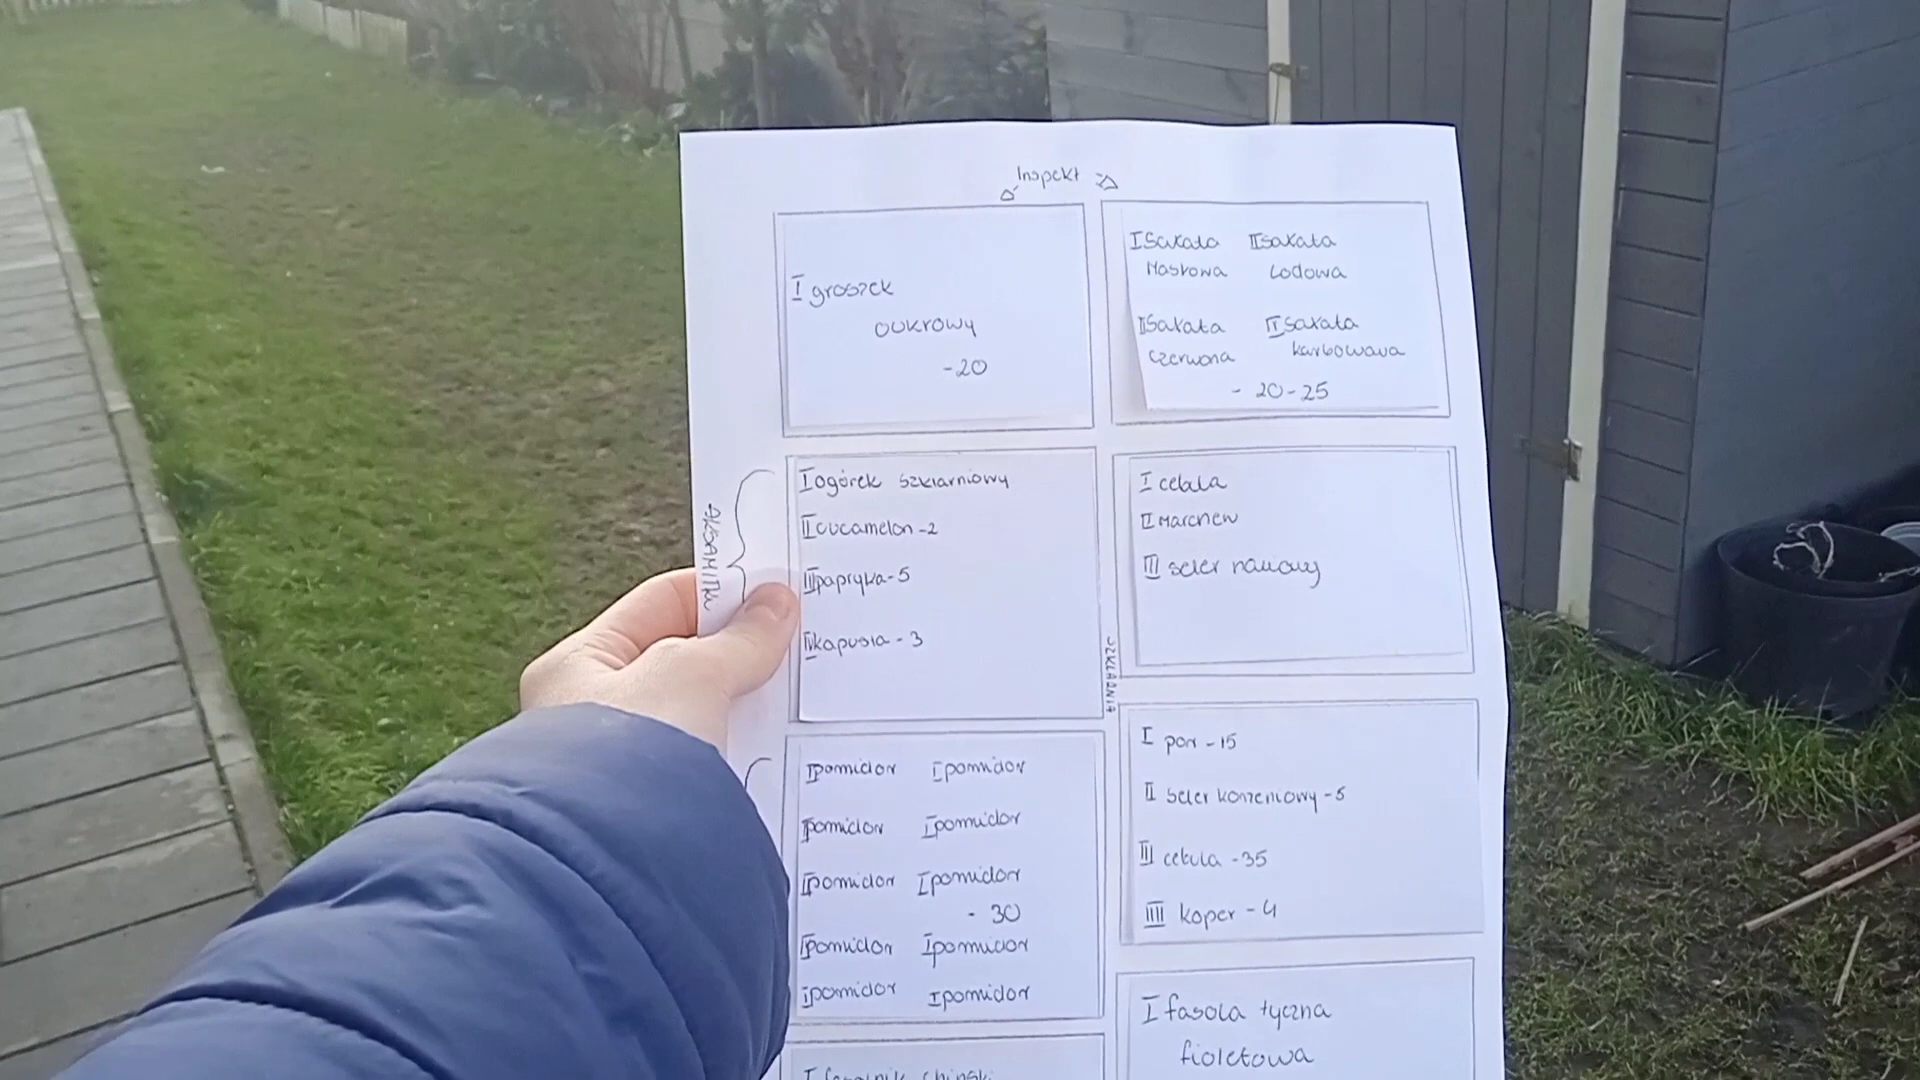 Inspekt
I groszek
cukrowy
-20
I Sałata II Sałata
Masłowa Lodowa
II Sałata II Sałata
Czerwona karbowana
- 20-25
AKSAMITKI
I ogórek szklarniowy
II cucamelon -2
III papryka -5
IV kapusta - 3
I cebula
II Marchew
III seler naciowy
SZKLARNIA
I pomidor I pomidor
I pomidor I pomidor
I pomidor I pomidor
- 30
I pomidor I pomidor
I pomidor I pomidor
I por -15
II Seler korzeniowy -5
III cebula -35
IIII koper - 4
I fasola tyczna
fioletowa